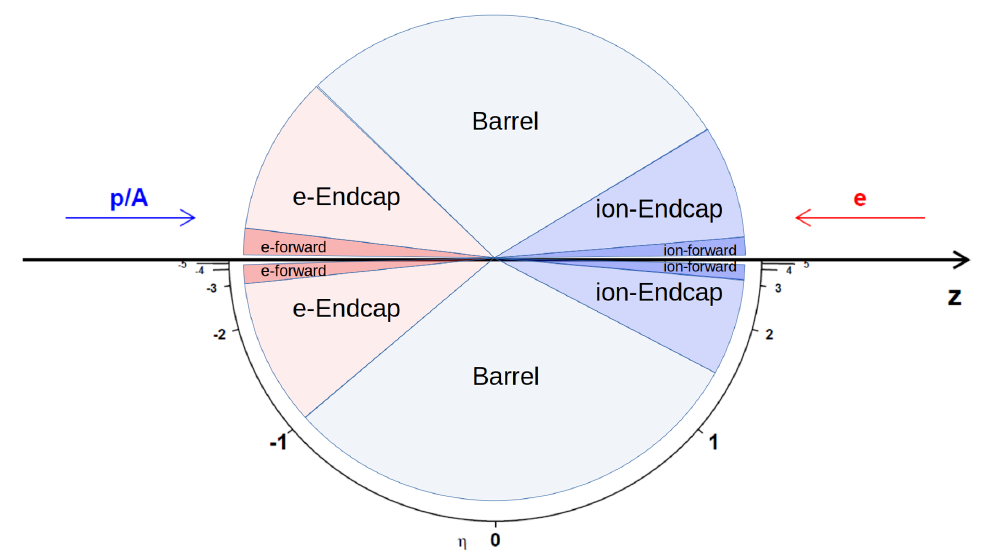 Barrel
p/A
e
e-Endcap
ion-Endcap
e-forward
ion-forward
e-forward
ion-forward
-5
-4
4
5
-3
3
z
e-Endcap
ion-Endcap
-2
2
Barrel
-1
1
η 0